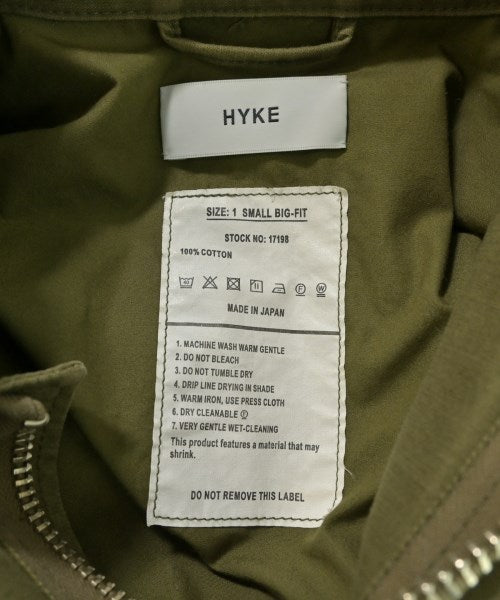 HYKE
SIZE: 1 SMALL BIG-FIT
STOCK NO: 17198
100% COTTON
40 F W
MADE IN JAPAN
1. MACHINE WASH WARM GENTLE
2. DO NOT BLEACH
3. DO NOT TUMBLE DRY
4. DRIP LINE DRYING IN SHADE
5. WARM IRON, USE PRESS CLOTH
6. DRY CLEANABLE Ⓕ
7. VERY GENTLE WET-CLEANING
This product features a material that may
shrink.
DO NOT REMOVE THIS LABEL